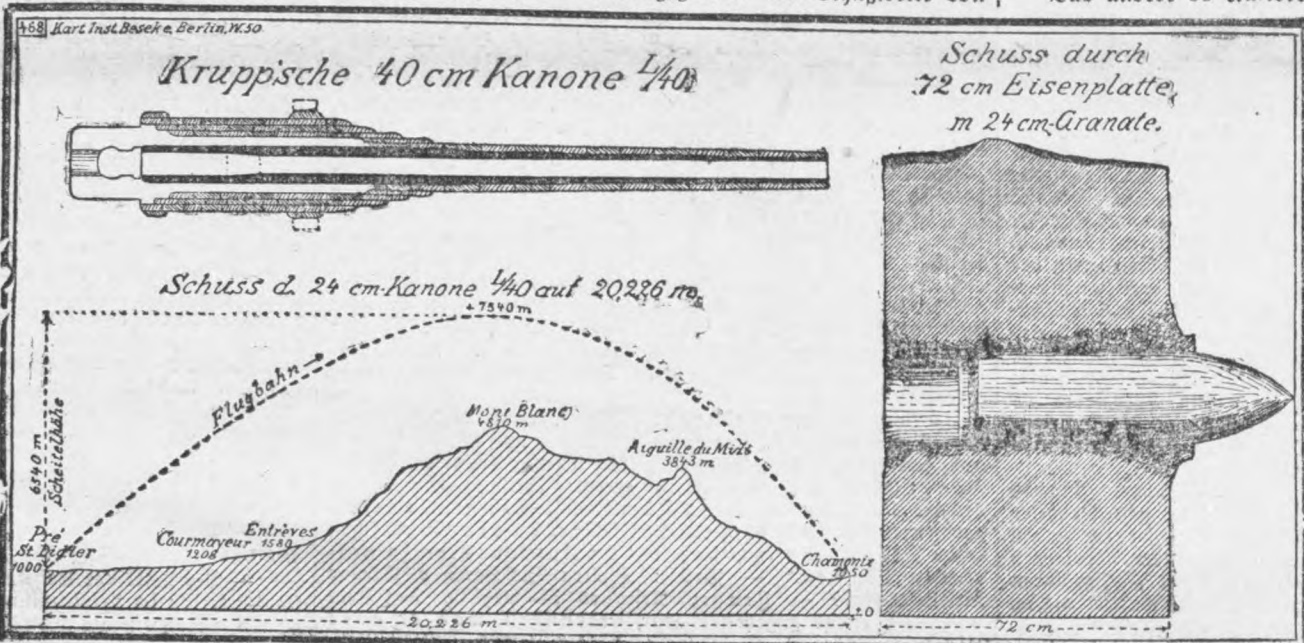 468 Kart. Inst. Beseke, Berlin, W. 50
Krupp'sche 40 cm Kanone L/40
Schuss durch
72 cm Eisenplatte,
m 24 cm-Granate.
Schuss d. 24 cm-Kanone L/40 auf 20,226 m.
+7540 m
Flugbahn
6540 m
Scheitelhöhe
Mont Blanc
4810 m
Aiguille du Midi
3843 m
Pré
St. Didier
1000
Courmayeur
1208
Entrèves
1580
Chamonix
1050
±0
20,226 m
72 cm